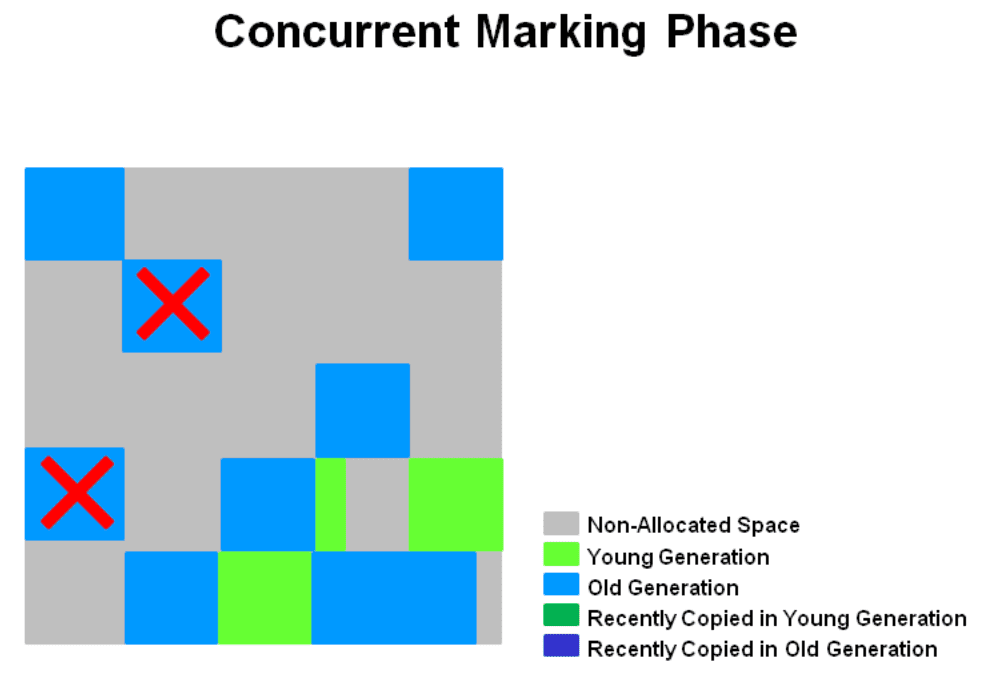 Concurrent Marking Phase
Non-Allocated Space
Young Generation
Old Generation
Recently Copied in Young Generation
Recently Copied in Old Generation